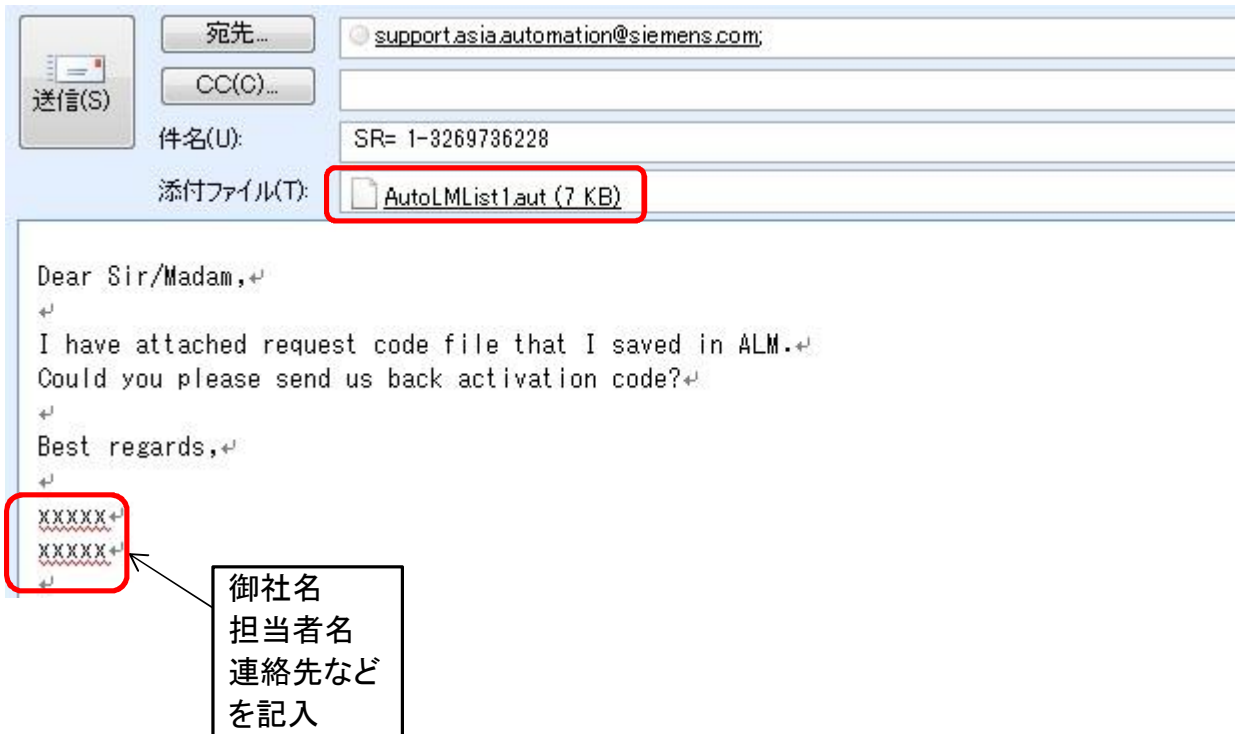 宛先...
support.asia.automation@siemens.com;
送信(S)
CC(C)...
件名(U):
SR= 1-3269736228
添付ファイル(T):
AutoLMList1.aut (7 KB)
Dear Sir/Madam,↵
↵
I have attached request code file that I saved in ALM.↵
Could you please send us back activation code?↵
↵
Best regards,↵
↵
xxxxx↵
xxxxx↵
↵
御社名
担当者名
連絡先など
を記入